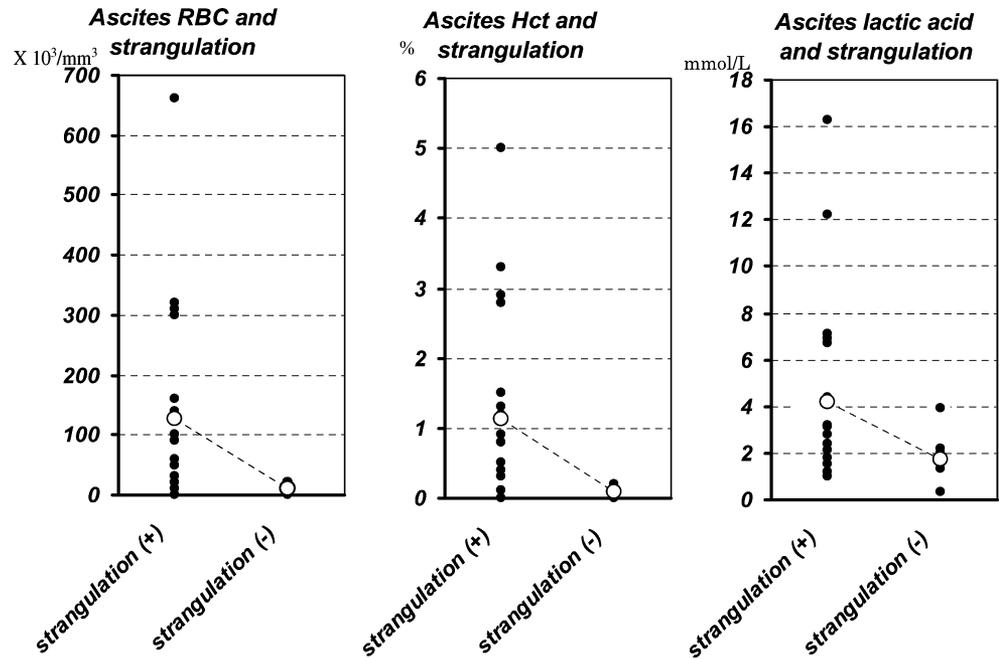 Ascites RBC and
strangulation
X 10³/mm³
700
600
500
400
300
200
100
0
strangulation (+)
strangulation (-)
Ascites Hct and
strangulation
%
6
5
4
3
2
1
0
strangulation (+)
strangulation (-)
Ascites lactic acid
and strangulation
mmol/L
18
16
14
12
10
8
6
4
2
0
strangulation (+)
strangulation (-)